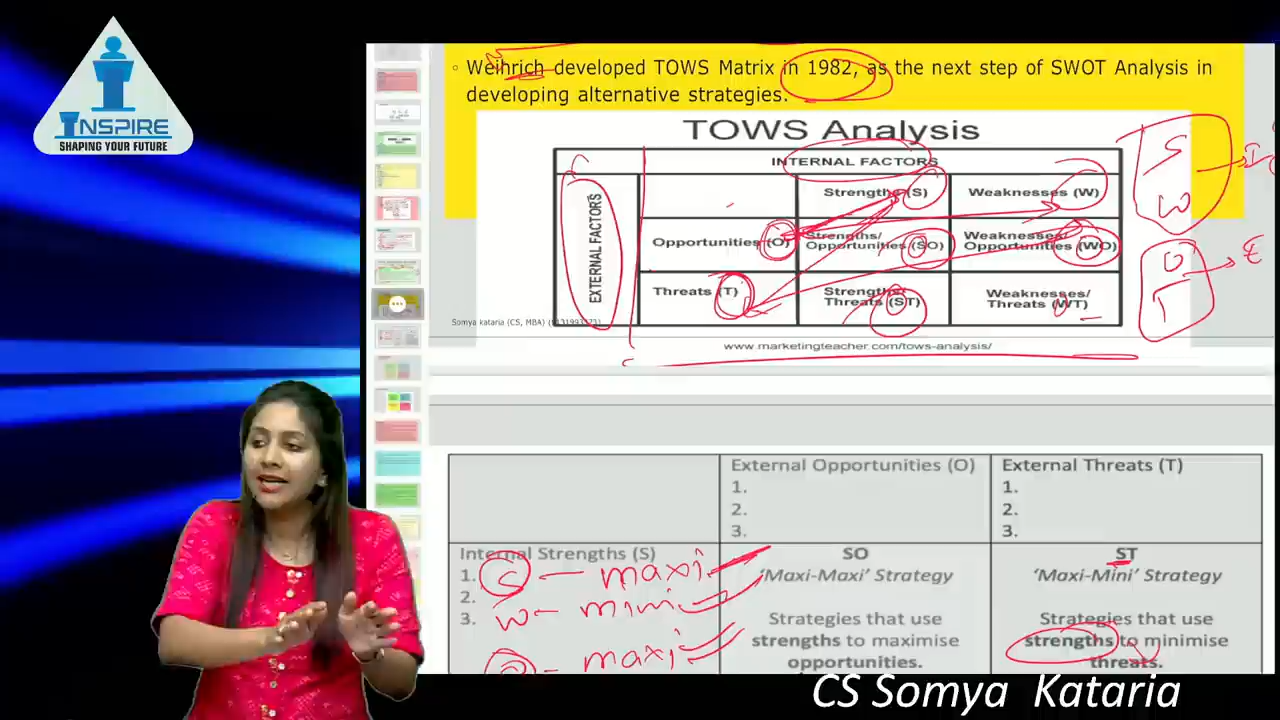 INSPIRE
SHAPING YOUR FUTURE
Weihrich developed TOWS Matrix in 1982, as the next step of SWOT Analysis in
developing alternative strategies.
TOWS Analysis
INTERNAL FACTORS
EXTERNAL FACTORS
Strengths (S)
Weaknesses (W)
Opportunities (O)
Strengths/
Opportunities (SO)
Weaknesses/
Opportunities (WO)
Threats (T)
Strengths/
Threats (ST)
Weaknesses/
Threats (WT)
S
W
O
T
E
Somya kataria (CS, MBA)
www.marketingteacher.com/tows-analysis/
External Opportunities (O)
1.
2.
3.
External Threats (T)
1.
2.
3.
Internal Strengths (S)
1.
2.
3.
S – maxi
W – mini
O – maxi
SO
'Maxi-Maxi' Strategy
Strategies that use
strengths to maximise
opportunities.
ST
'Maxi-Mini' Strategy
Strategies that use
strengths to minimise
threats.
CS Somya Kataria